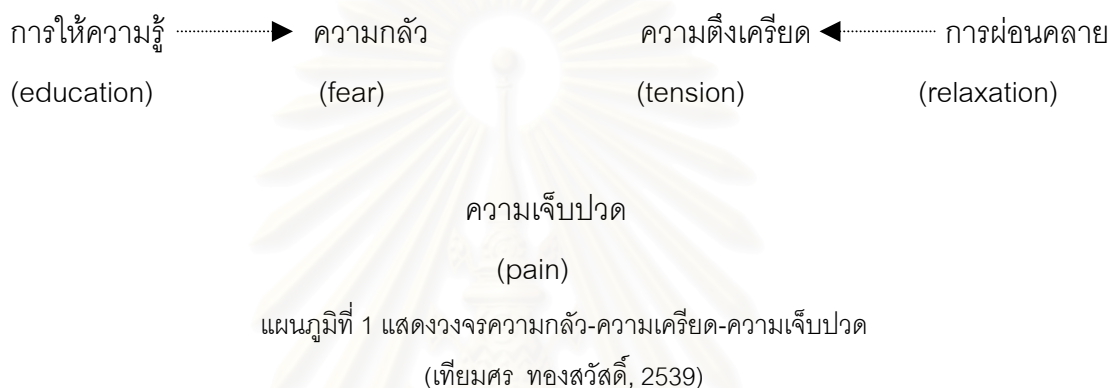 การให้ความรู้ ความกลัว ความตึงเครียด การผ่อนคลาย
(education) (fear) (tension) (relaxation)
ความเจ็บปวด
(pain)
แผนภูมิที่ 1 แสดงวงจรความกลัว-ความเครียด-ความเจ็บปวด
(เทียมศร ทองสวัสดิ์, 2539)